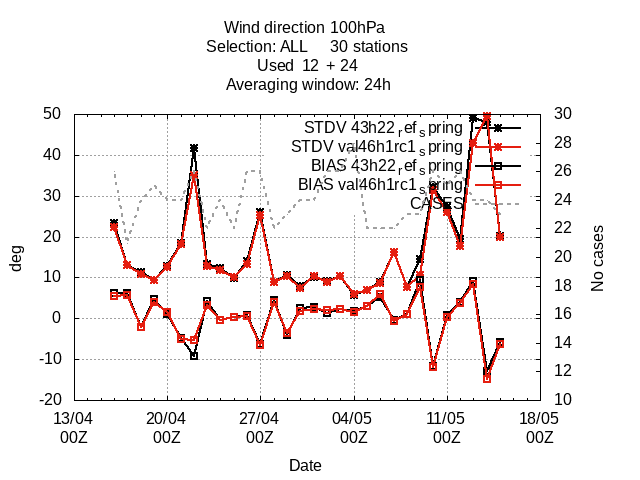 Wind direction 100hPa
Selection: ALL     30 stations
Used  12  + 24
Averaging window: 24h
STDV 43h22_ref_spring
STDV val46h1rc1_spring
BIAS 43h22_ref_spring
BIAS val46h1rc1_spring
CASES
50
40
30
20
10
0
-10
-20
deg
30
28
26
24
22
20
18
16
14
12
10
No cases
13/04 20/04 27/04 04/05 11/05 18/05
00Z 00Z 00Z 00Z 00Z 00Z
Date